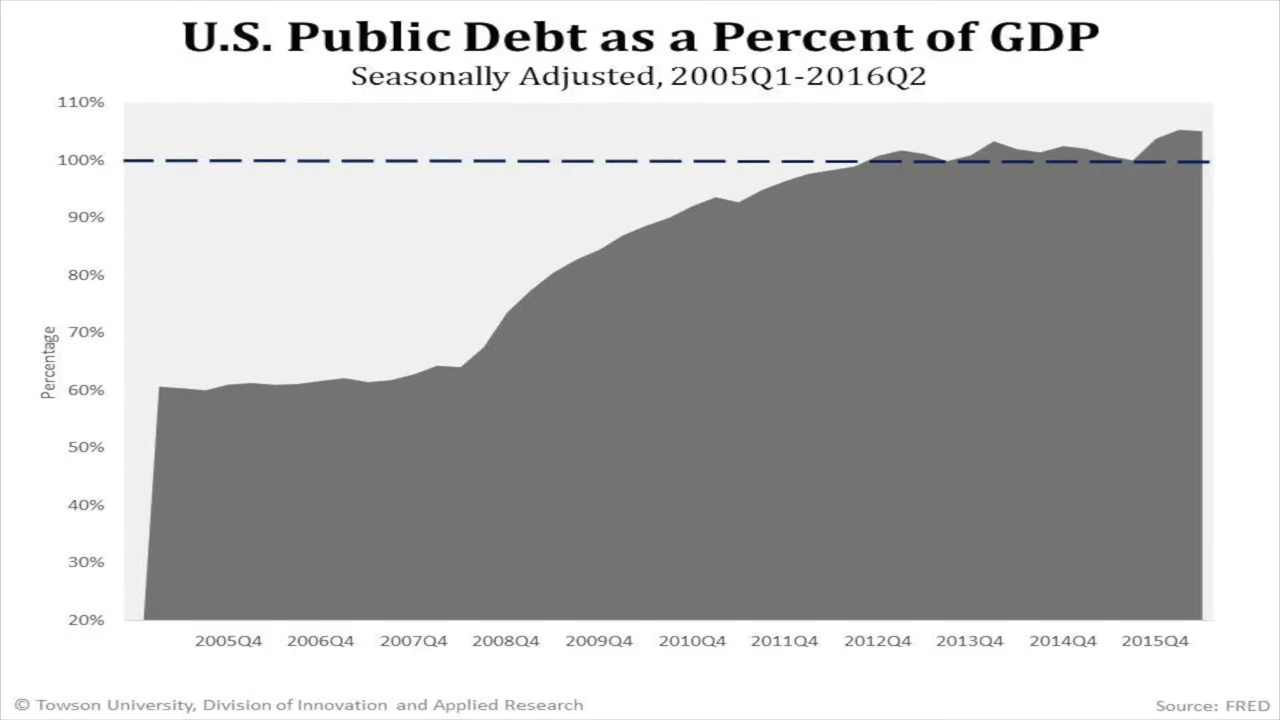 U.S. Public Debt as a Percent of GDP
Seasonally Adjusted, 2005Q1-2016Q2
110%
100%
90%
80%
70%
60%
50%
40%
30%
20%
Percentage
2005Q4 2006Q4 2007Q4 2008Q4 2009Q4 2010Q4 2011Q4 2012Q4 2013Q4 2014Q4 2015Q4
© Towson University, Division of Innovation and Applied Research
Source: FRED